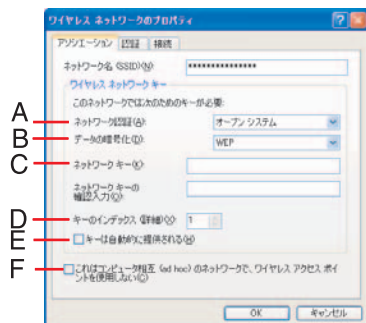 ワイヤレス ネットワークのプロパティ
アソシエーション 認証 接続
ネットワーク名 (SSID)(N) ***************
ワイヤレス ネットワーク キー
このネットワークでは次のためのキーが必要:
A ネットワーク認証(A): オープン システム
B データの暗号化(D): WEP
C ネットワーク キー(K):
ネットワーク キーの
確認入力(O):
D キーのインデックス (詳細)(X): 1
E キーは自動的に提供される(H)
F これはコンピュータ相互 (ad hoc) のネットワークで、ワイヤレス アクセス ポイ
ントを使用しない(C)
OK キャンセル